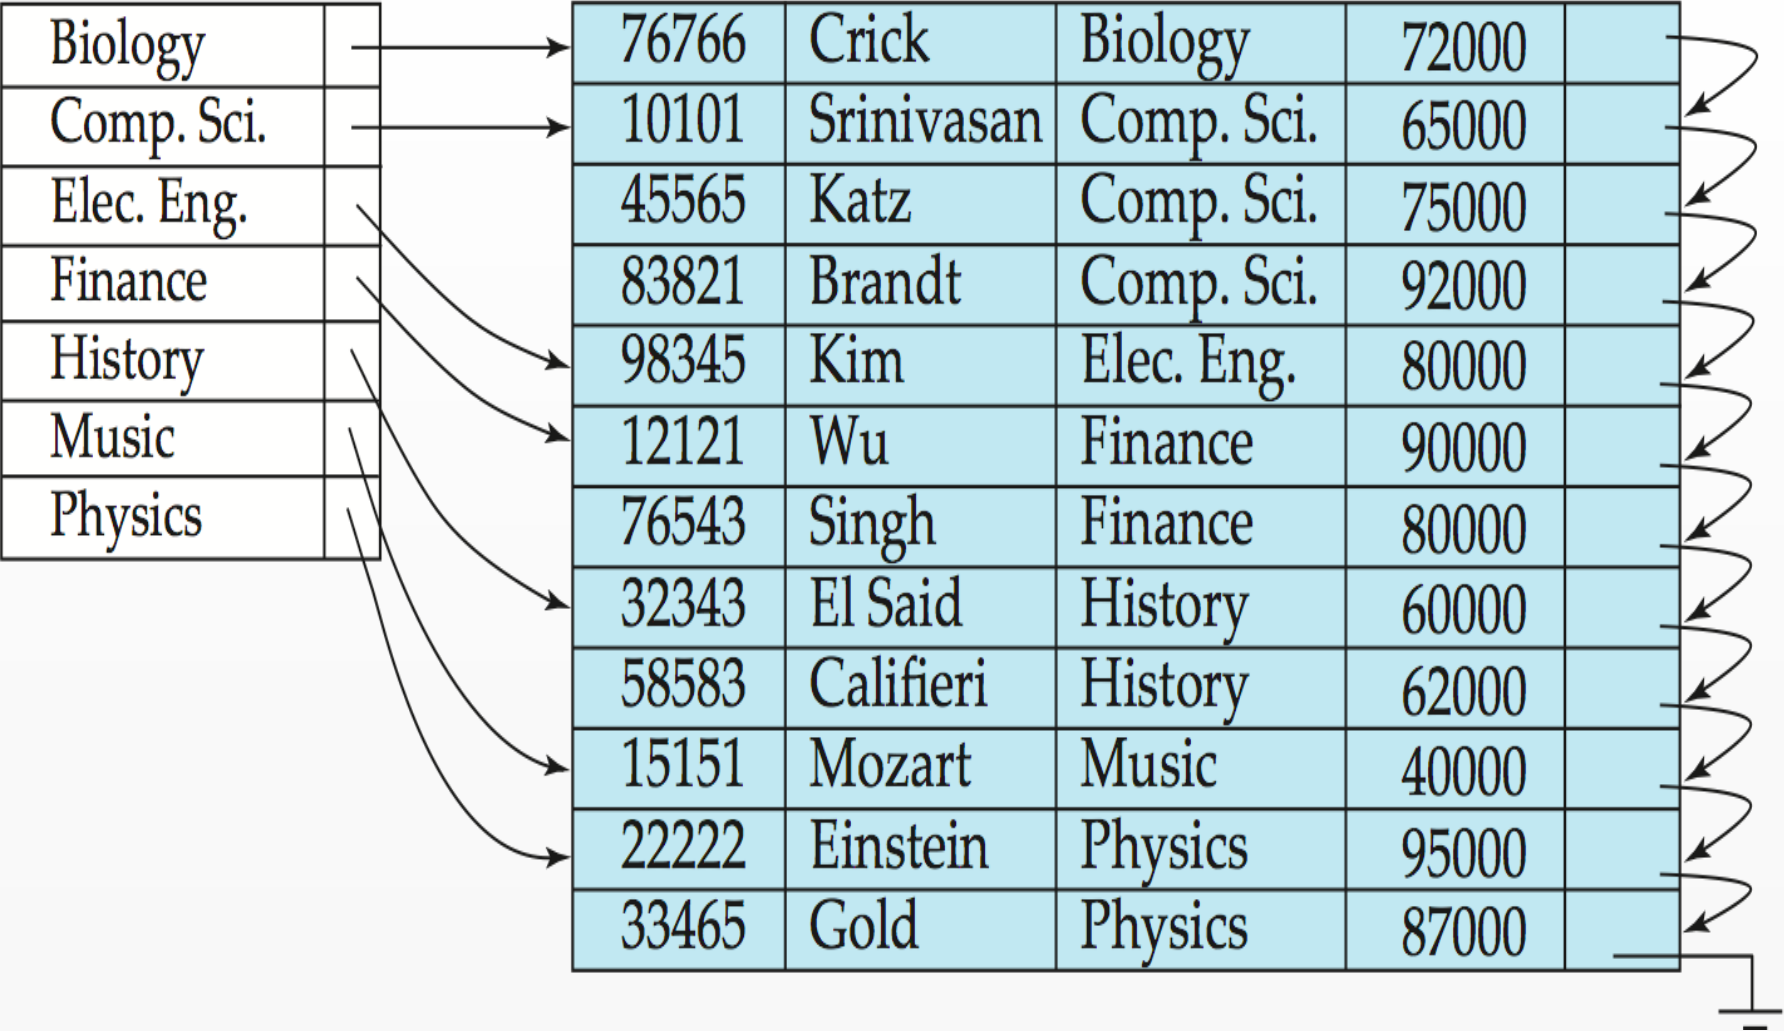 Biology
Comp. Sci.
Elec. Eng.
Finance
History
Music
Physics
76766 Crick Biology 72000
10101 Srinivasan Comp. Sci. 65000
45565 Katz Comp. Sci. 75000
83821 Brandt Comp. Sci. 92000
98345 Kim Elec. Eng. 80000
12121 Wu Finance 90000
76543 Singh Finance 80000
32343 El Said History 60000
58583 Califieri History 62000
15151 Mozart Music 40000
22222 Einstein Physics 95000
33465 Gold Physics 87000